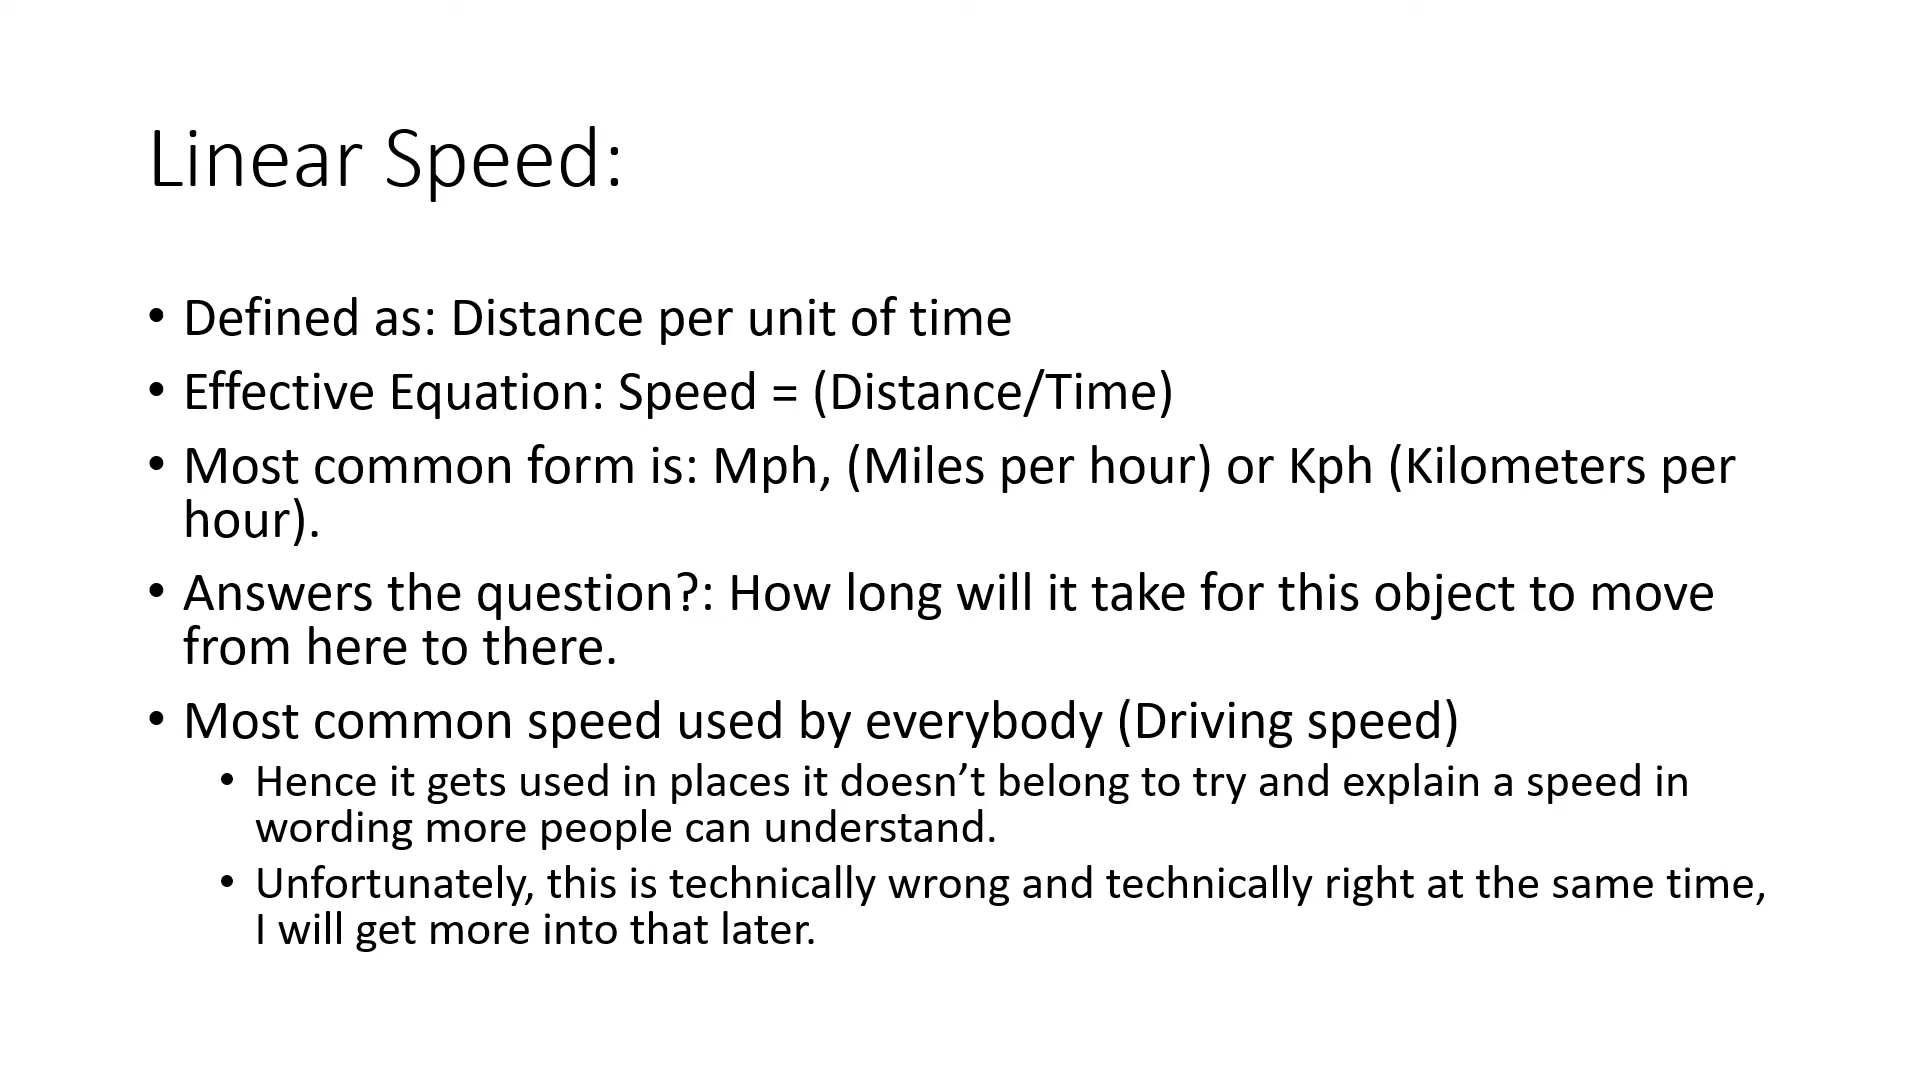 Linear Speed:
• Defined as: Distance per unit of time
• Effective Equation: Speed = (Distance/Time)
• Most common form is: Mph, (Miles per hour) or Kph (Kilometers per
hour).
• Answers the question?: How long will it take for this object to move
from here to there.
• Most common speed used by everybody (Driving speed)
• Hence it gets used in places it doesn’t belong to try and explain a speed in
wording more people can understand.
• Unfortunately, this is technically wrong and technically right at the same time,
I will get more into that later.